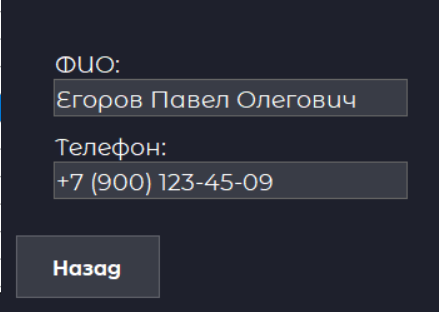 ФИО:
Егоров Павел Олегович
Телефон:
+7 (900) 123-45-09
Назад